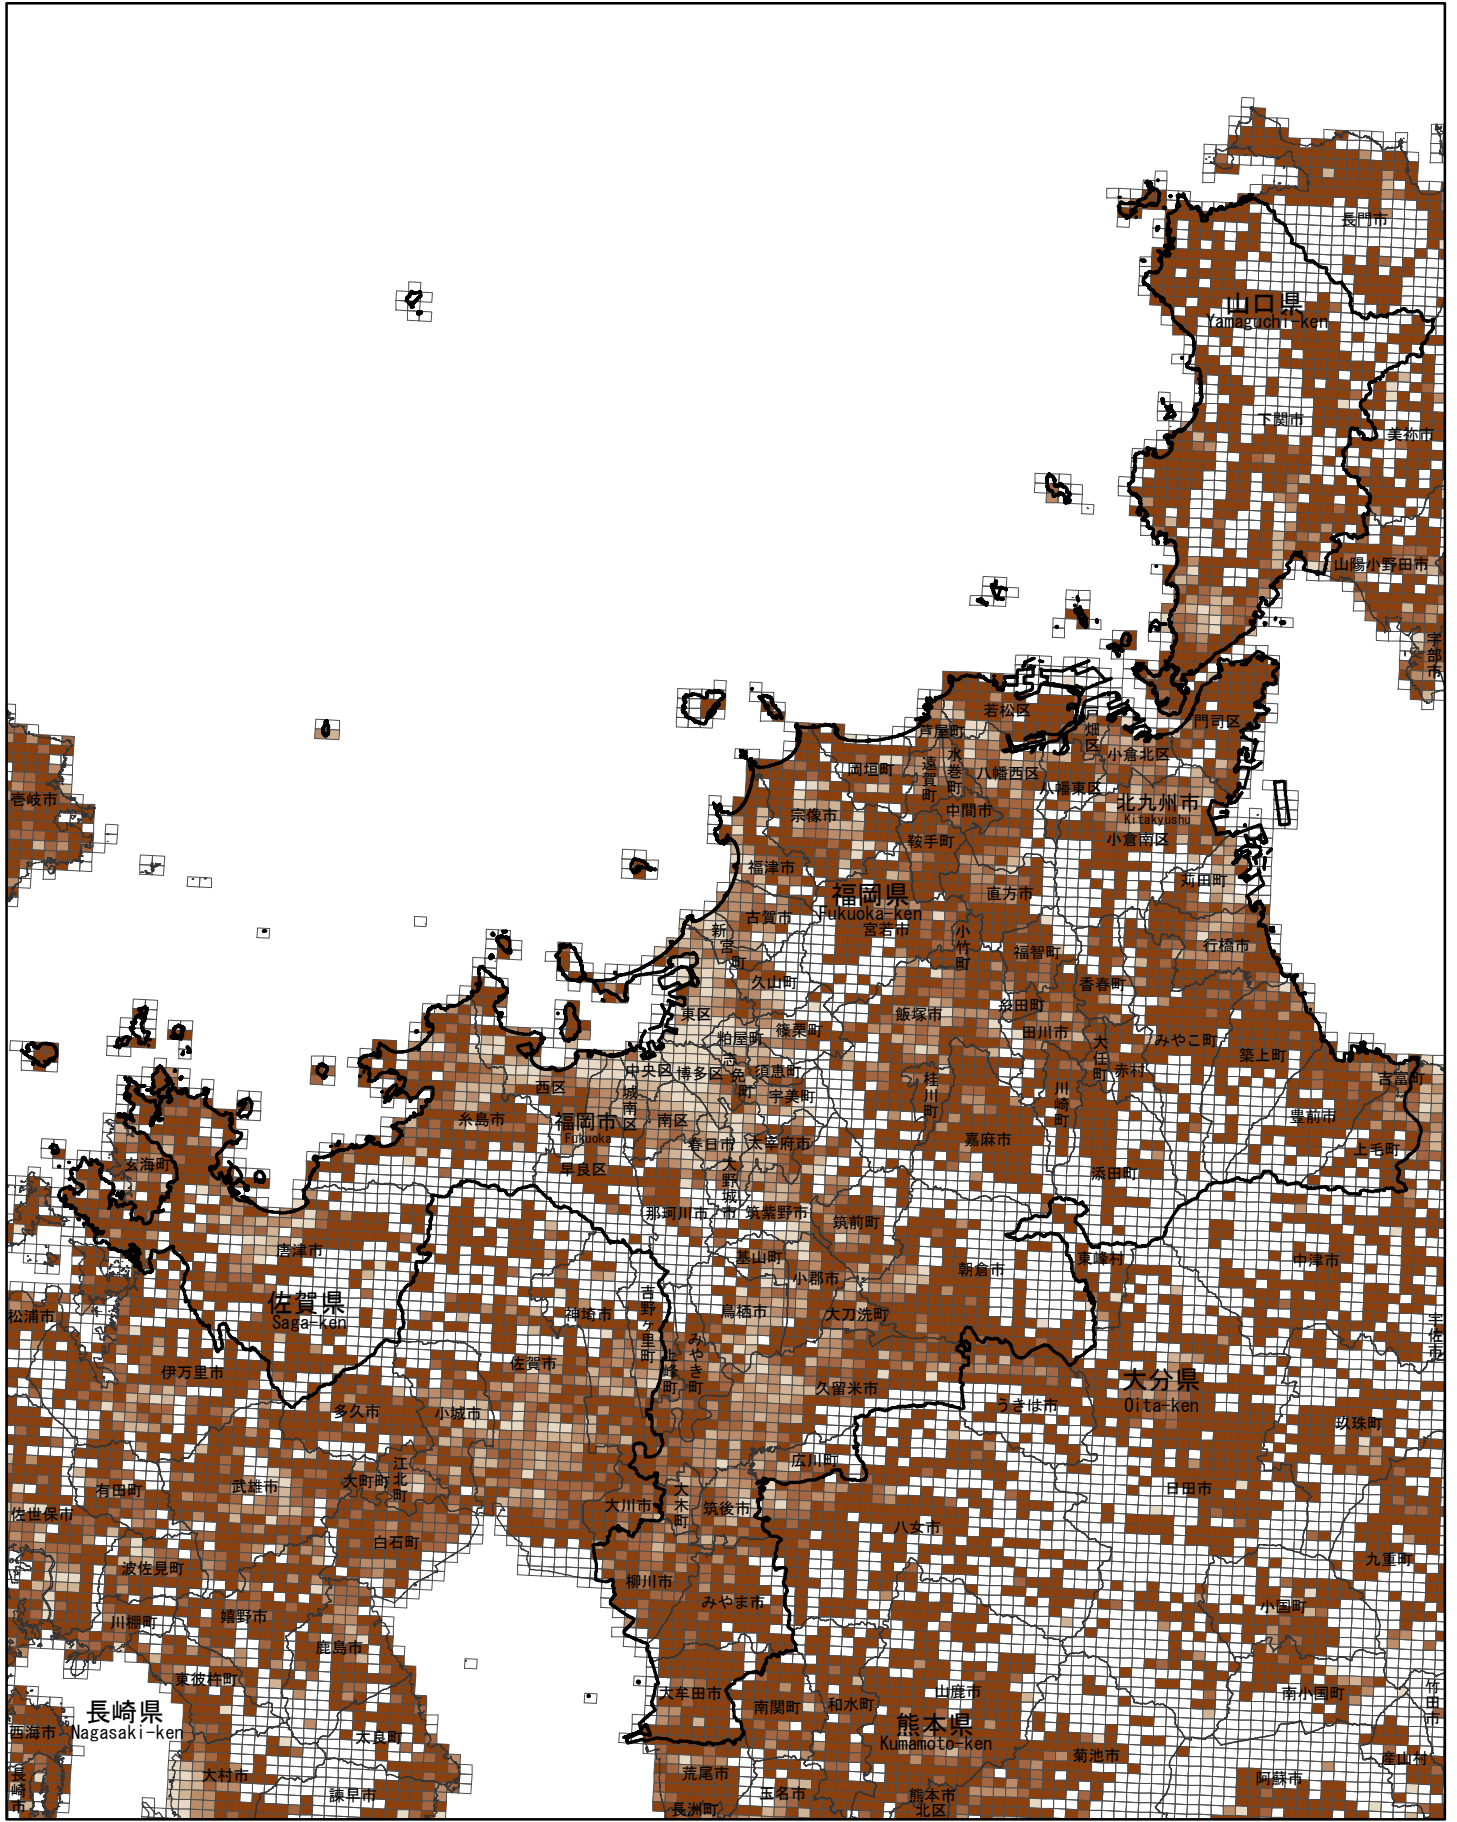 長門市
山口県
Yamaguchi-ken
下関市
美祢市
山陽小野田市
宇部市
若松区
戸畑区
門司区
芦屋町
水巻町
遠賀町
岡垣町
八幡西区
小倉北区
八幡東区
壱岐市
北九州市
Kitakyushu
中間市
宗像市
鞍手町
小倉南区
福津市
苅田町
福岡県
Fukuoka-ken
直方市
古賀市
宮若市
新宮町
小竹町
行橋市
福智町
久山町
香春町
糸田町
東区
飯塚市
篠栗町
田川市
粕屋町
みやこ町
大任町
築上町
志免町
須恵町
赤村
中央区
博多区
吉富町
西区
城南区
宇美町
桂川町
川崎町
糸島市
福岡市
Fukuoka
南区
豊前市
春日市
太宰府市
嘉麻市
上毛町
玄海町
早良区
大野城市
添田町
那珂川市
筑紫野市
筑前町
唐津市
基山町
東峰村
中津市
小郡市
朝倉市
佐賀県
Saga-ken
松浦市
神埼市
吉野ヶ里町
鳥栖市
大刀洗町
宇佐市
みやき町
上峰町
佐賀市
伊万里市
大分県
Oita-ken
久留米市
うきは市
多久市
小城市
玖珠町
広川町
江北町
大町町
武雄市
有田町
日田市
大川市
大木町
筑後市
佐世保市
八女市
白石町
波佐見町
九重町
柳川市
みやま市
小国町
川棚町
嬉野市
鹿島市
東彼杵町
大牟田市
南関町
和水町
山鹿市
南小国町
竹田市
長崎県
Nagasaki-ken
西海市
太良町
熊本県
Kumamoto-ken
菊池市
産山村
長崎市
大村市
諫早市
荒尾市
玉名市
長洲町
熊本市
北区
阿蘇市